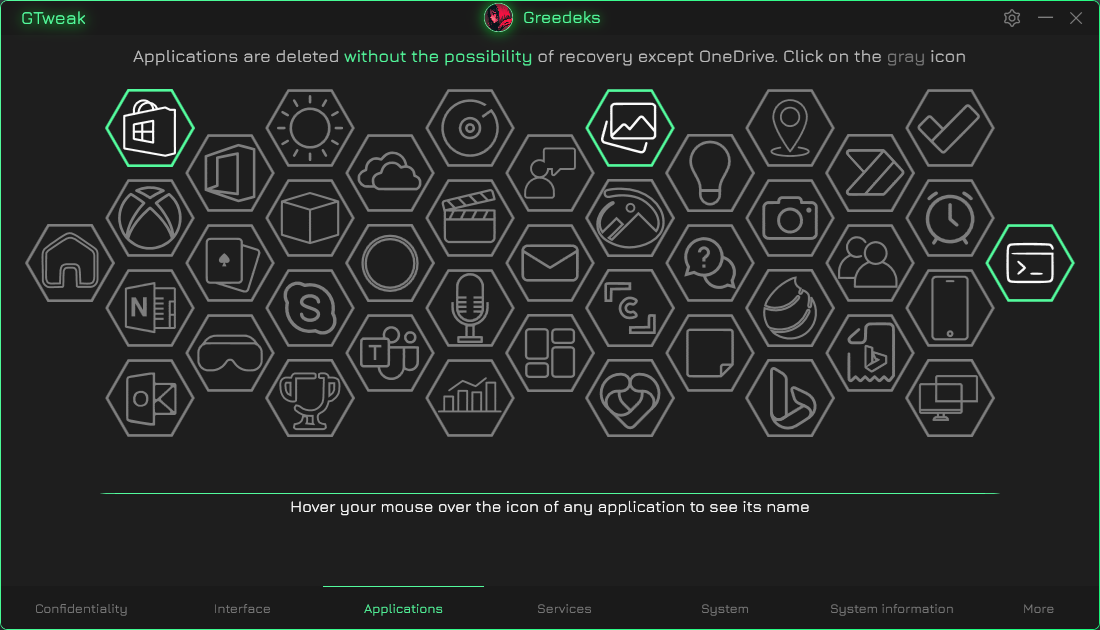 GTweak
Greedeks
Applications are deleted without the possibility of recovery except OneDrive. Click on the gray icon
N
S
T
O
Hover your mouse over the icon of any application to see its name
Confidentiality Interface Applications Services System System information More